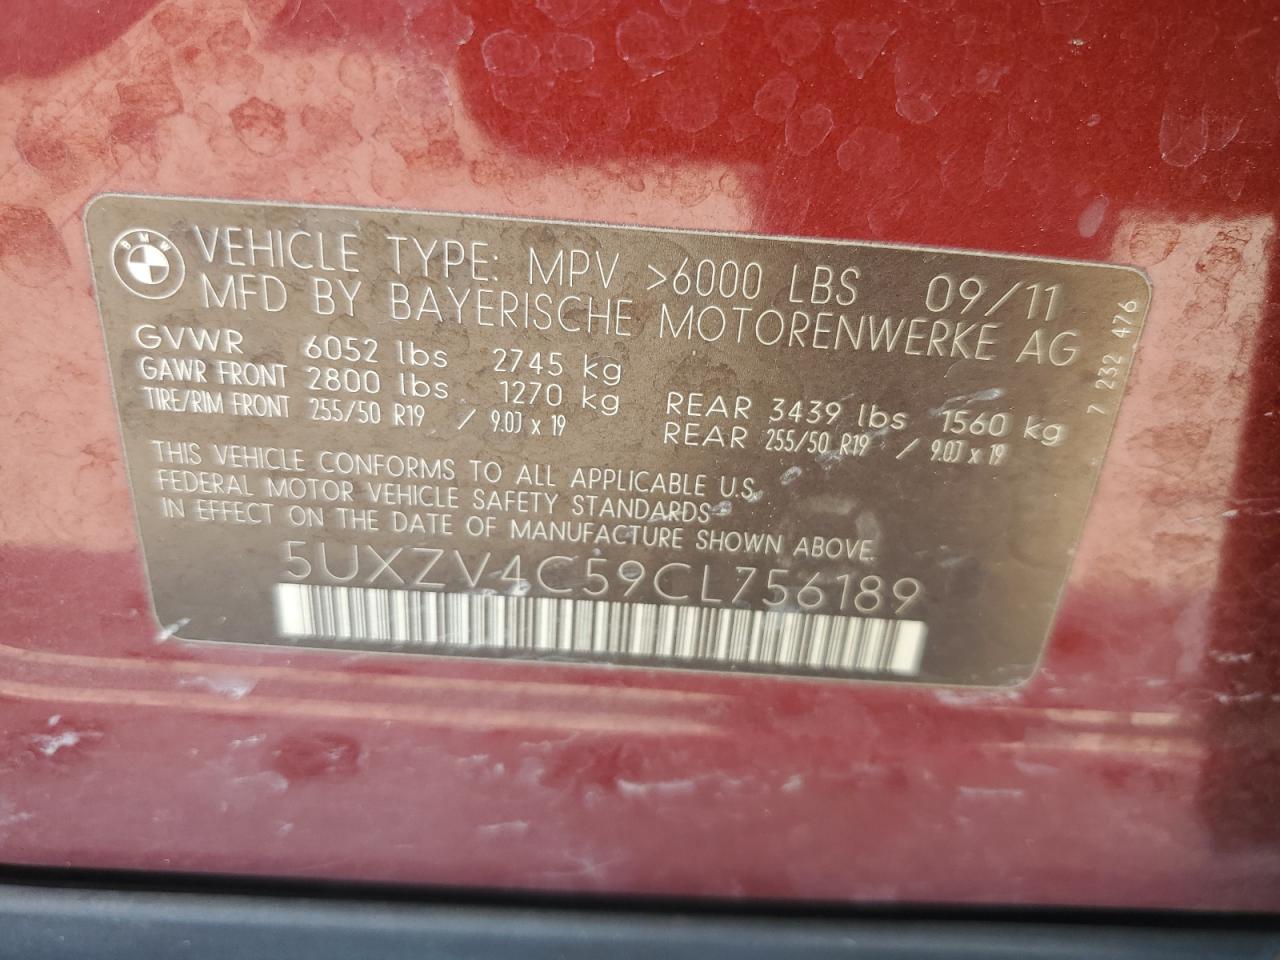 BMW
VEHICLE TYPE: MPV >6000 LBS 09/11
MFD BY BAYERISCHE MOTORENWERKE AG
GVWR 6052 lbs 2745 kg
GAWR FRONT 2800 lbs 1270 kg REAR 3439 lbs 1560 kg
TIRE/RIM FRONT 255/50 R19 / 9.0J x 19 REAR 255/50 R19 / 9.0J x 19
THIS VEHICLE CONFORMS TO ALL APPLICABLE U.S.
FEDERAL MOTOR VEHICLE SAFETY STANDARDS
IN EFFECT ON THE DATE OF MANUFACTURE SHOWN ABOVE.
5UXZV4C59CL756189
7 232 476